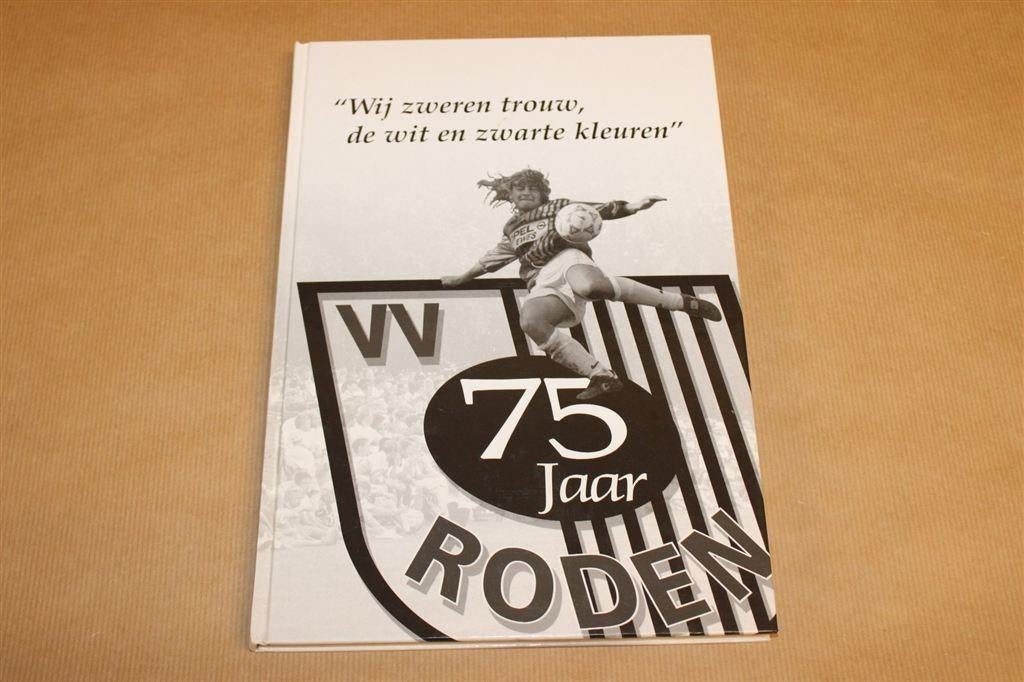 “Wij zweren trouw,
de wit en zwarte kleuren”
VV
75
Jaar
RODEN